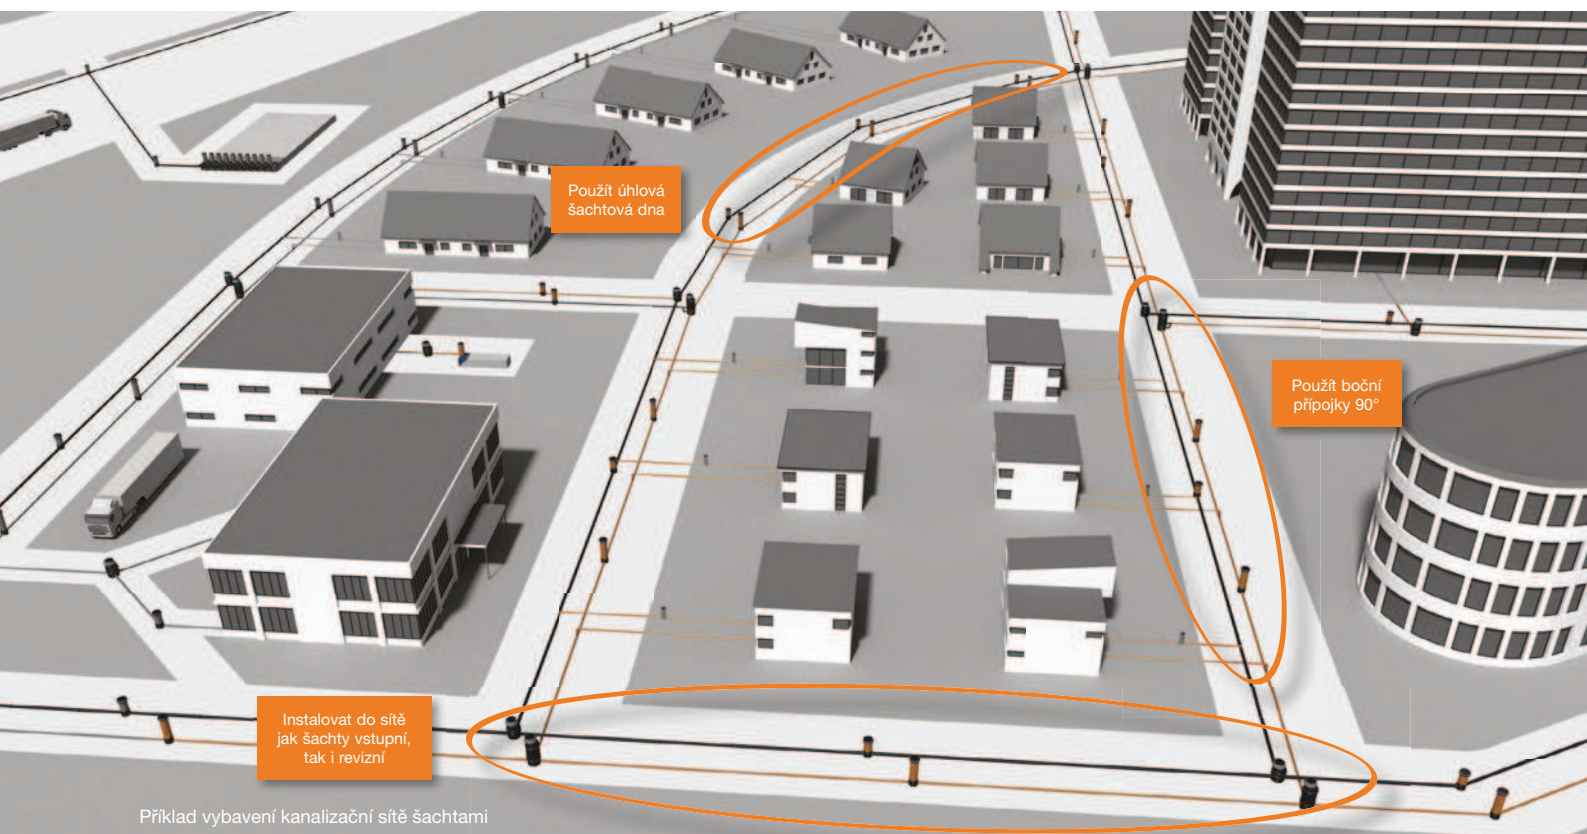 Použít úhlová
šachtová dna
Použít boční
přípojky 90°
Instalovat do sítě
jak šachty vstupní,
tak i revizní
Příklad vybavení kanalizační sítě šachtami